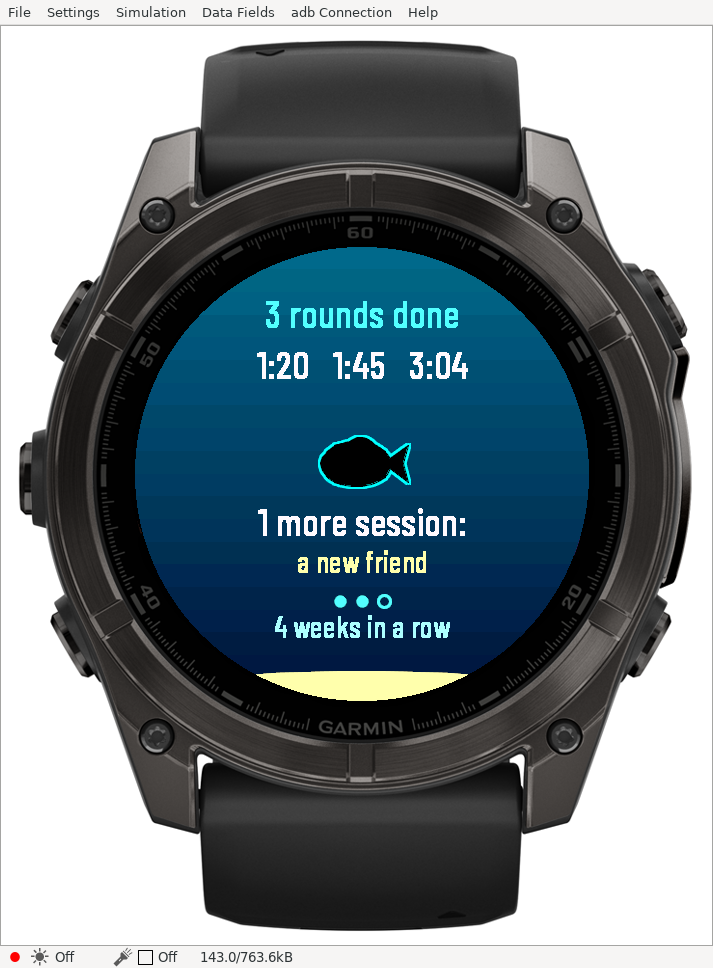 File Settings Simulation Data Fields adb Connection Help
60
3 rounds done
50
1:20 1:45 3:04
1 more session:
a new friend
40
20
4 weeks in a row
GARMIN
Off Off 143.0/763.6kB